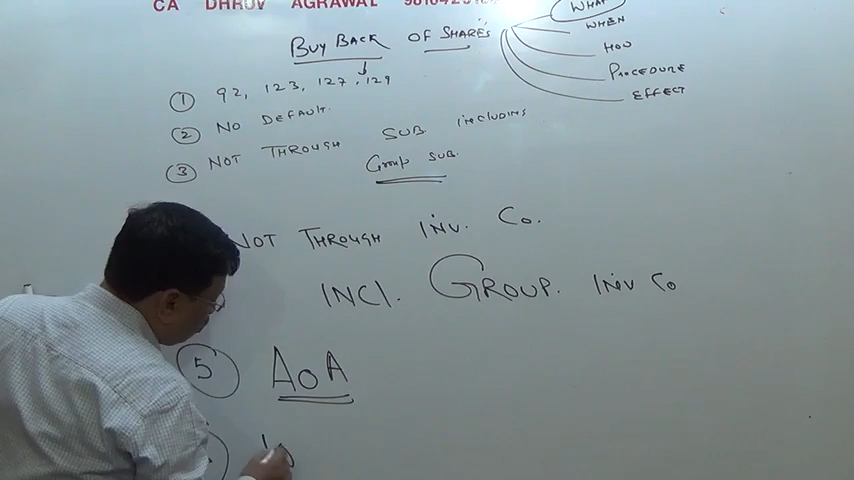 CA DHRUV AGRAWAL
BUY BACK OF SHARE'S
WHAT
WHEN
HOW
PROCEDURE
EFFECT
① 92, 123, 127, 129
② NO DEFAULT.
③ NOT THROUGH SUB. INCLUDING
GROUP SUB.
NOT THROUGH INV. CO.
INCL. GROUP. INV CO
⑤ AOA